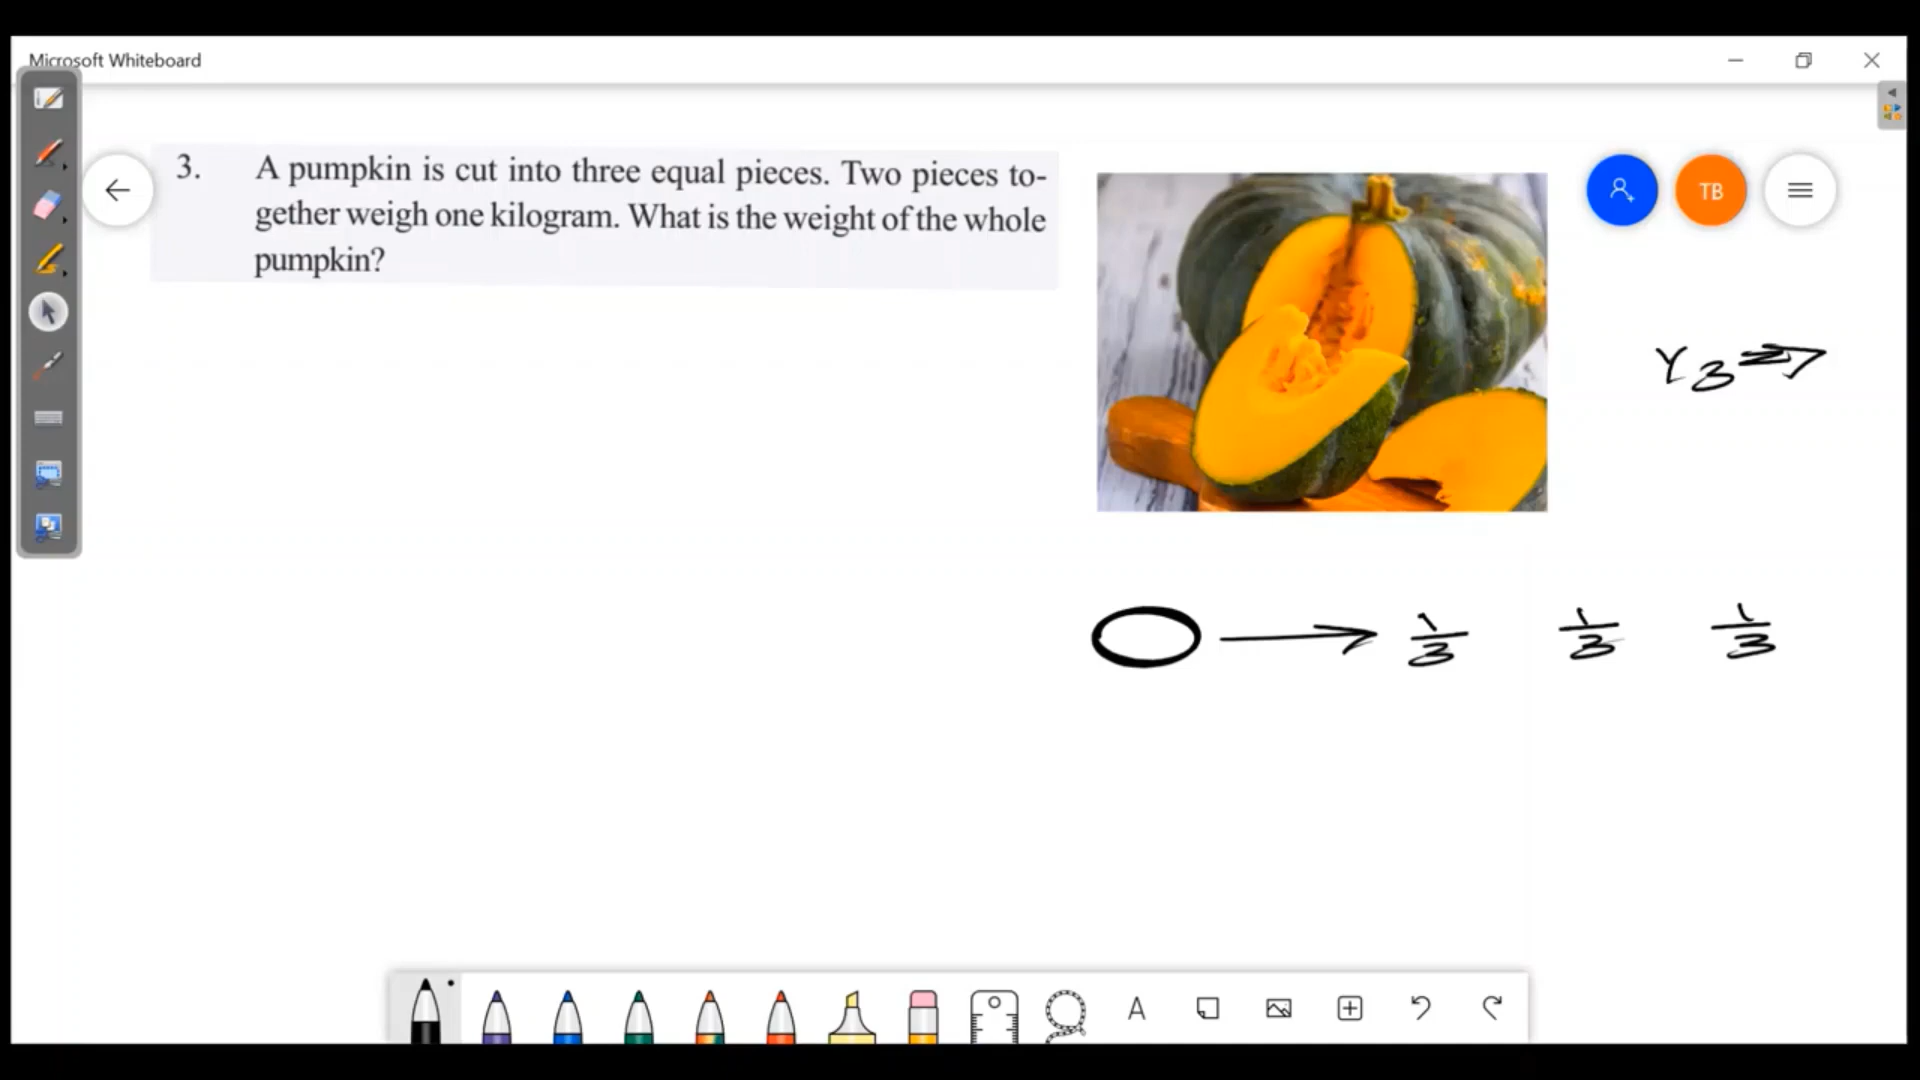 Microsoft Whiteboard
3. A pumpkin is cut into three equal pieces. Two pieces to-
gether weigh one kilogram. What is the weight of the whole
pumpkin?
TB
1/3 1/3 1/3
A